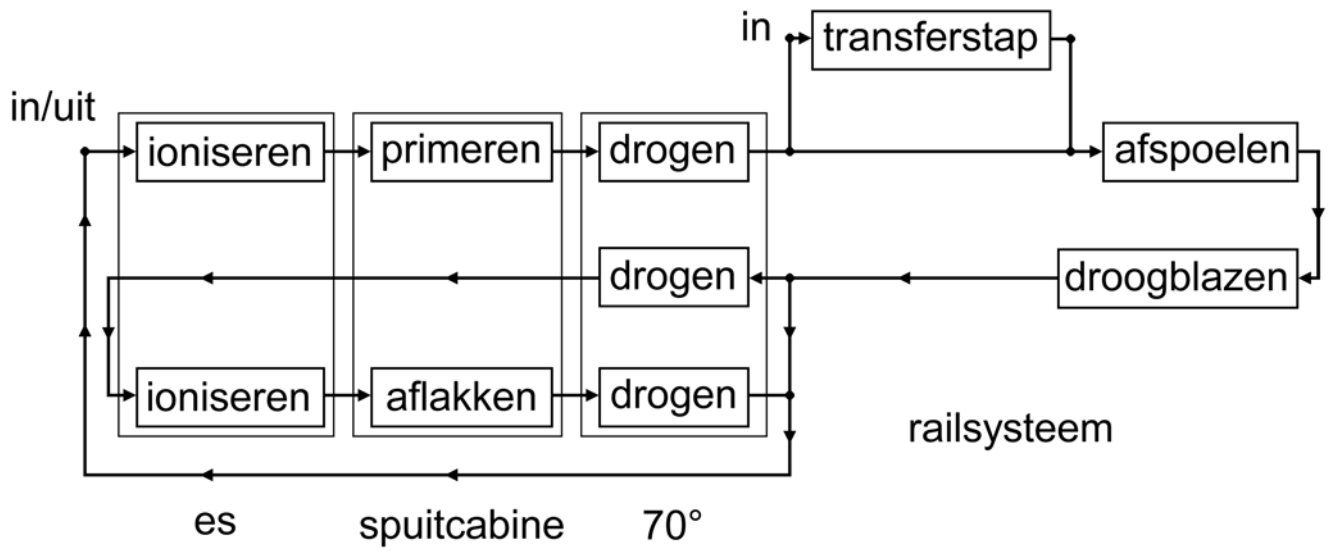 in
transferstap
in/uit
ioniseren
primeren
drogen
afspoelen
drogen
droogblazen
ioniseren
aflakken
drogen
railsysteem
es
spuitcabine
70°